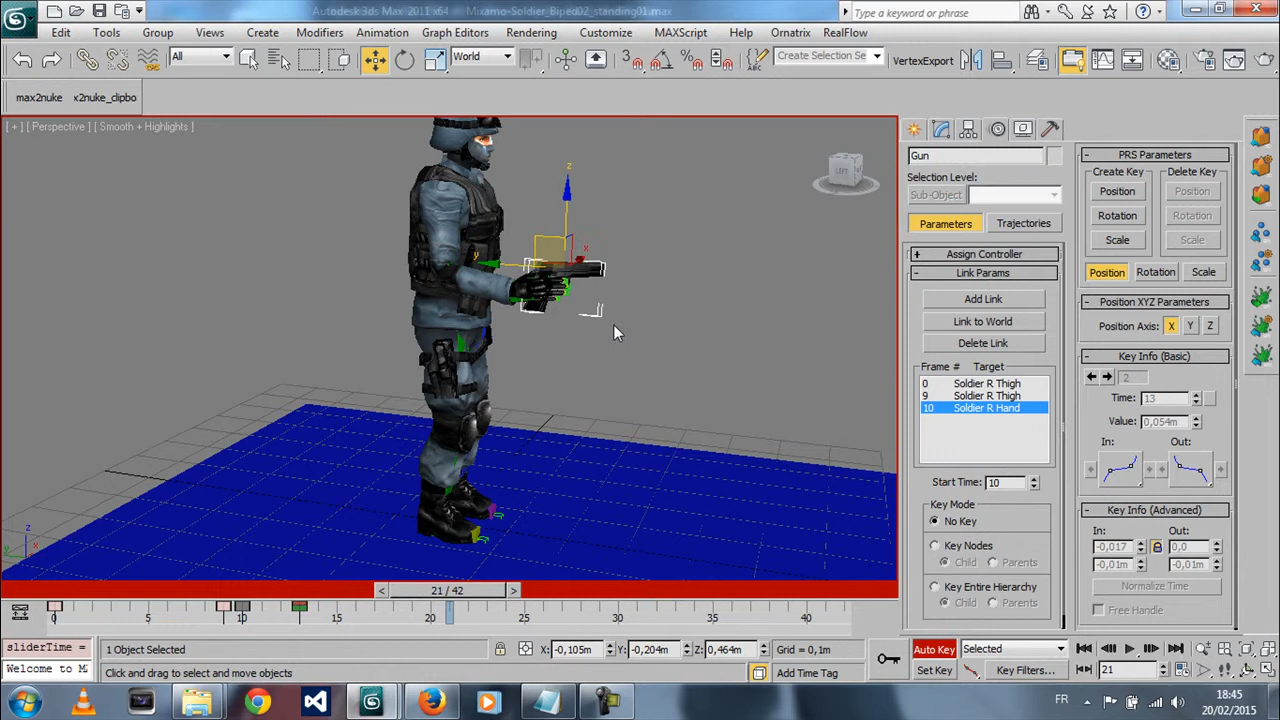 Autodesk 3ds Max 2011 x64 Mixamo-Soldier_Biped02_standing01.max
Type a keyword or phrase
Edit Tools Group Views Create Modifiers Animation Graph Editors Rendering Customize MAXScript Help Ornatrix RealFlow
All World 3 Create Selection Se VertexExport
max2nuke x2nuke_clipbo
[ + ] [ Perspective ] [ Smooth + Highlights ]
LEFT
z
x
y
z
x
y
Gun
Selection Level:
Sub-Object
Parameters Trajectories
+ Assign Controller
- Link Params
Add Link
Link to World
Delete Link
Frame # Target
0 Soldier R Thigh
9 Soldier R Thigh
10 Soldier R Hand
Start Time: 10
Key Mode
No Key
Key Nodes
Child Parents
Key Entire Hierarchy
Child Parents
- PRS Parameters
Create Key Delete Key
Position Position
Rotation Rotation
Scale Scale
Position Rotation Scale
- Position XYZ Parameters
Position Axis: X Y Z
- Key Info (Basic)
2
Time: 13
Value: 0,054m
In: Out:
- Key Info (Advanced)
In: Out:
-0,017 0,0
-0,01m -0,01m
Normalize Time
Free Handle
< 21 / 42 >
0 5 10 15 20 25 30 35 40
sliderTime =
Welcome to M
1 Object Selected
X: -0,105m Y: -0,204m Z: 0,464m Grid = 0,1m
Click and drag to select and move objects
Add Time Tag
Auto Key Selected
Set Key Key Filters...
21
FR
18:45
20/02/2015